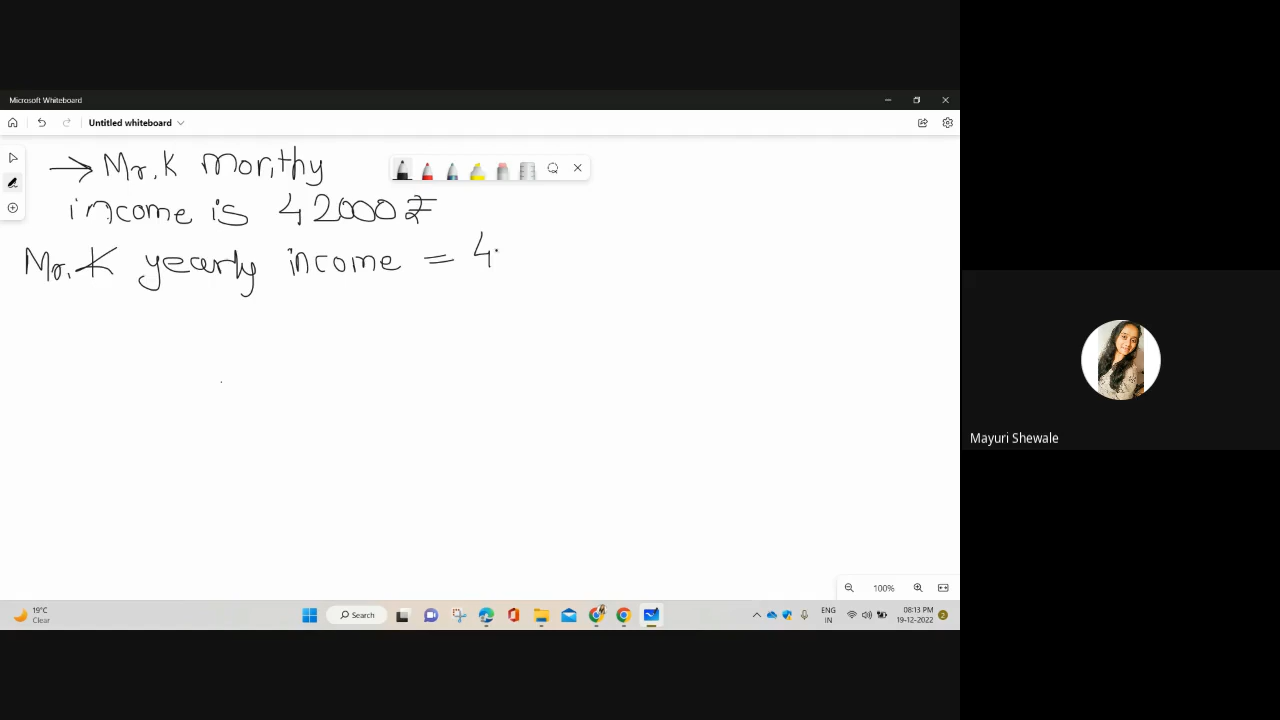 Microsoft Whiteboard
Untitled whiteboard
→ Mr.K monthy
income is 42000₹
Mr.K yearly income = 4
Mayuri Shewale
100%
19°C
Clear
Search
ENG
IN
08:13 PM
19-12-2022
2